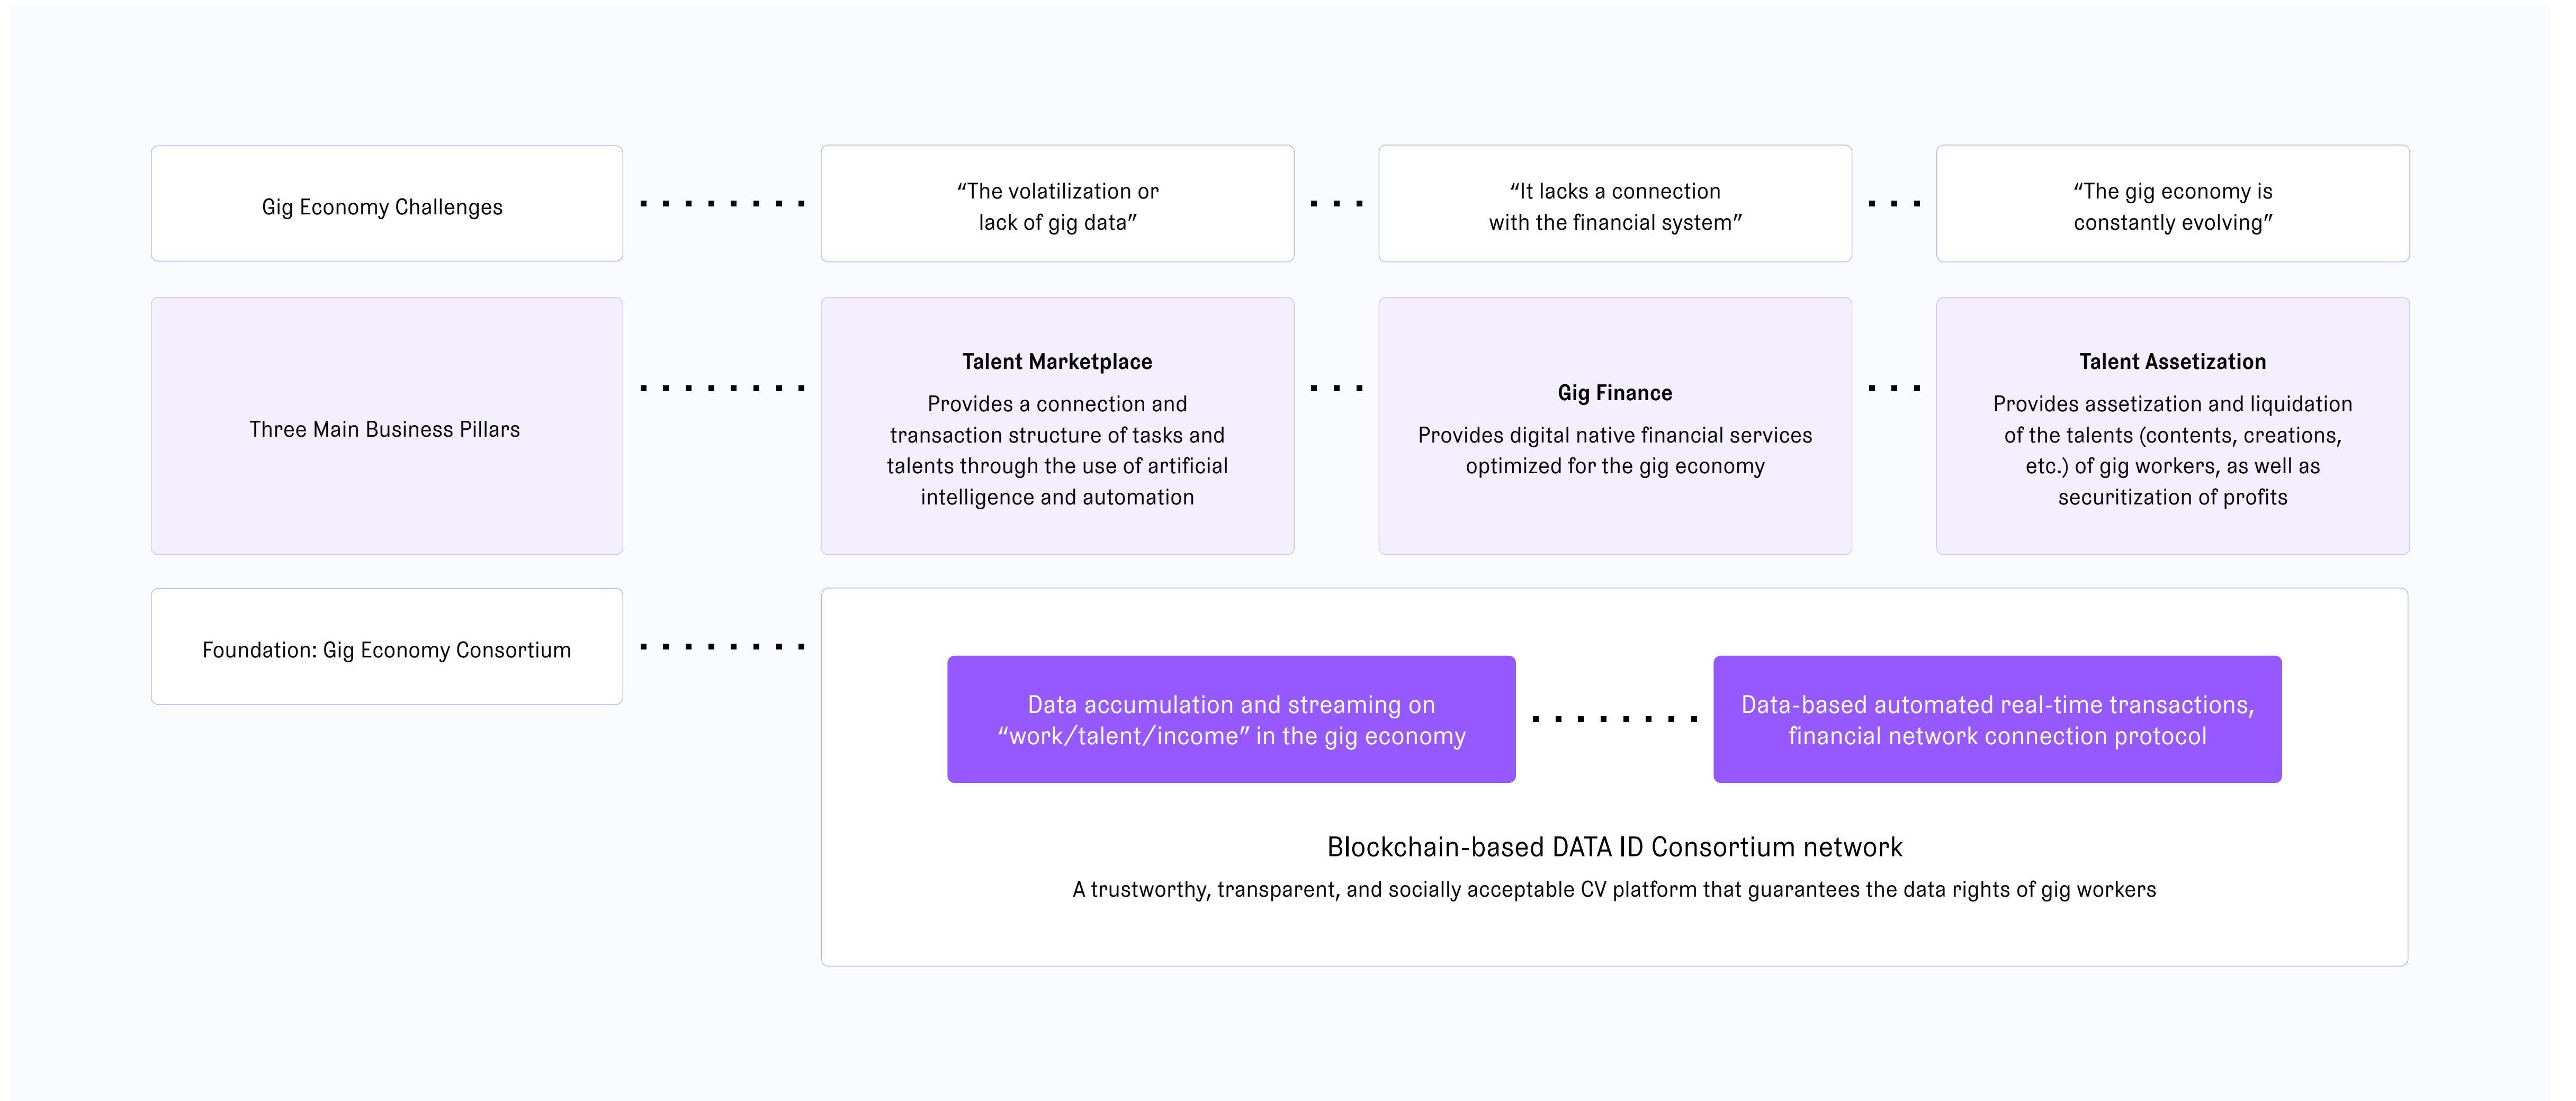 Gig Economy Challenges
“The volatilization or
lack of gig data”
“It lacks a connection
with the financial system”
“The gig economy is
constantly evolving”
Three Main Business Pillars
Talent Marketplace
Provides a connection and
transaction structure of tasks and
talents through the use of artificial
intelligence and automation
Gig Finance
Provides digital native financial services
optimized for the gig economy
Talent Assetization
Provides assetization and liquidation
of the talents (contents, creations,
etc.) of gig workers, as well as
securitization of profits
Foundation: Gig Economy Consortium
Data accumulation and streaming on
“work/talent/income” in the gig economy
Data-based automated real-time transactions,
financial network connection protocol
Blockchain-based DATA ID Consortium network
A trustworthy, transparent, and socially acceptable CV platform that guarantees the data rights of gig workers